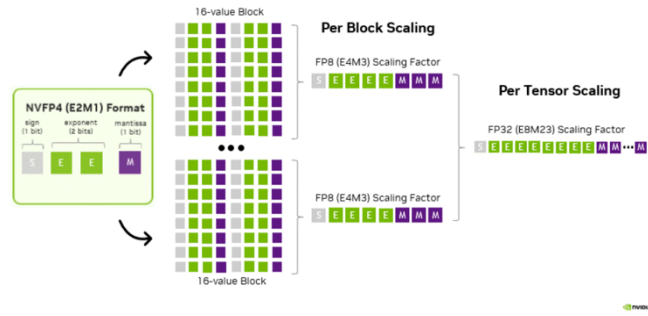 16-value Block
Per Block Scaling
FP8 (E4M3) Scaling Factor
S E E E E M M M
Per Tensor Scaling
NVFP4 (E2M1) Format
sign (1 bit)
exponent (2 bits)
mantissa (1 bit)
S E E M
FP32 (E8M23) Scaling Factor
S E E E E E E E E M M ••• M
•••
FP8 (E4M3) Scaling Factor
S E E E E M M M
16-value Block
NVIDIA